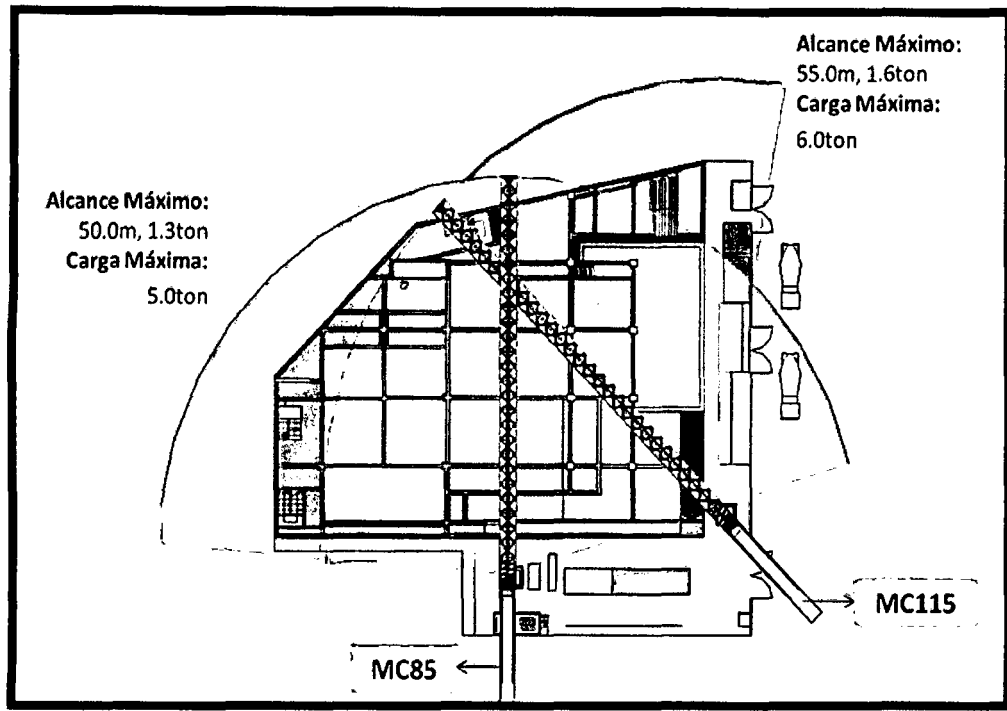 Alcance Máximo:
55.0m, 1.6ton
Carga Máxima:
6.0ton
Alcance Máximo:
50.0m, 1.3ton
Carga Máxima:
5.0ton
MC115
MC85